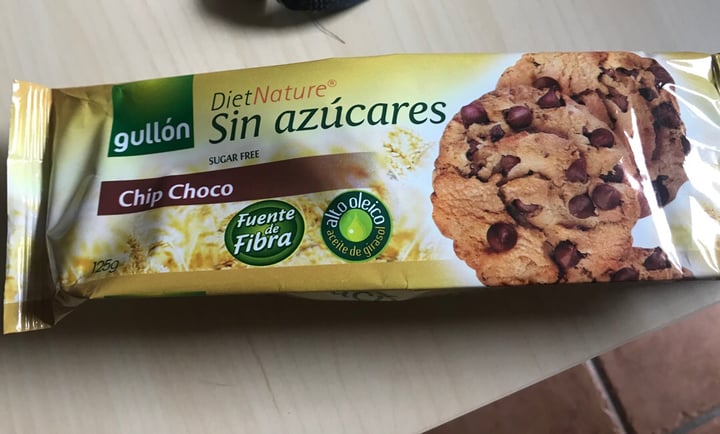 gullón
DietNature®
Sin azúcares
SUGAR FREE
Chip Choco
Fuente
de
Fibra
alto oleico
aceite de girasol
125g